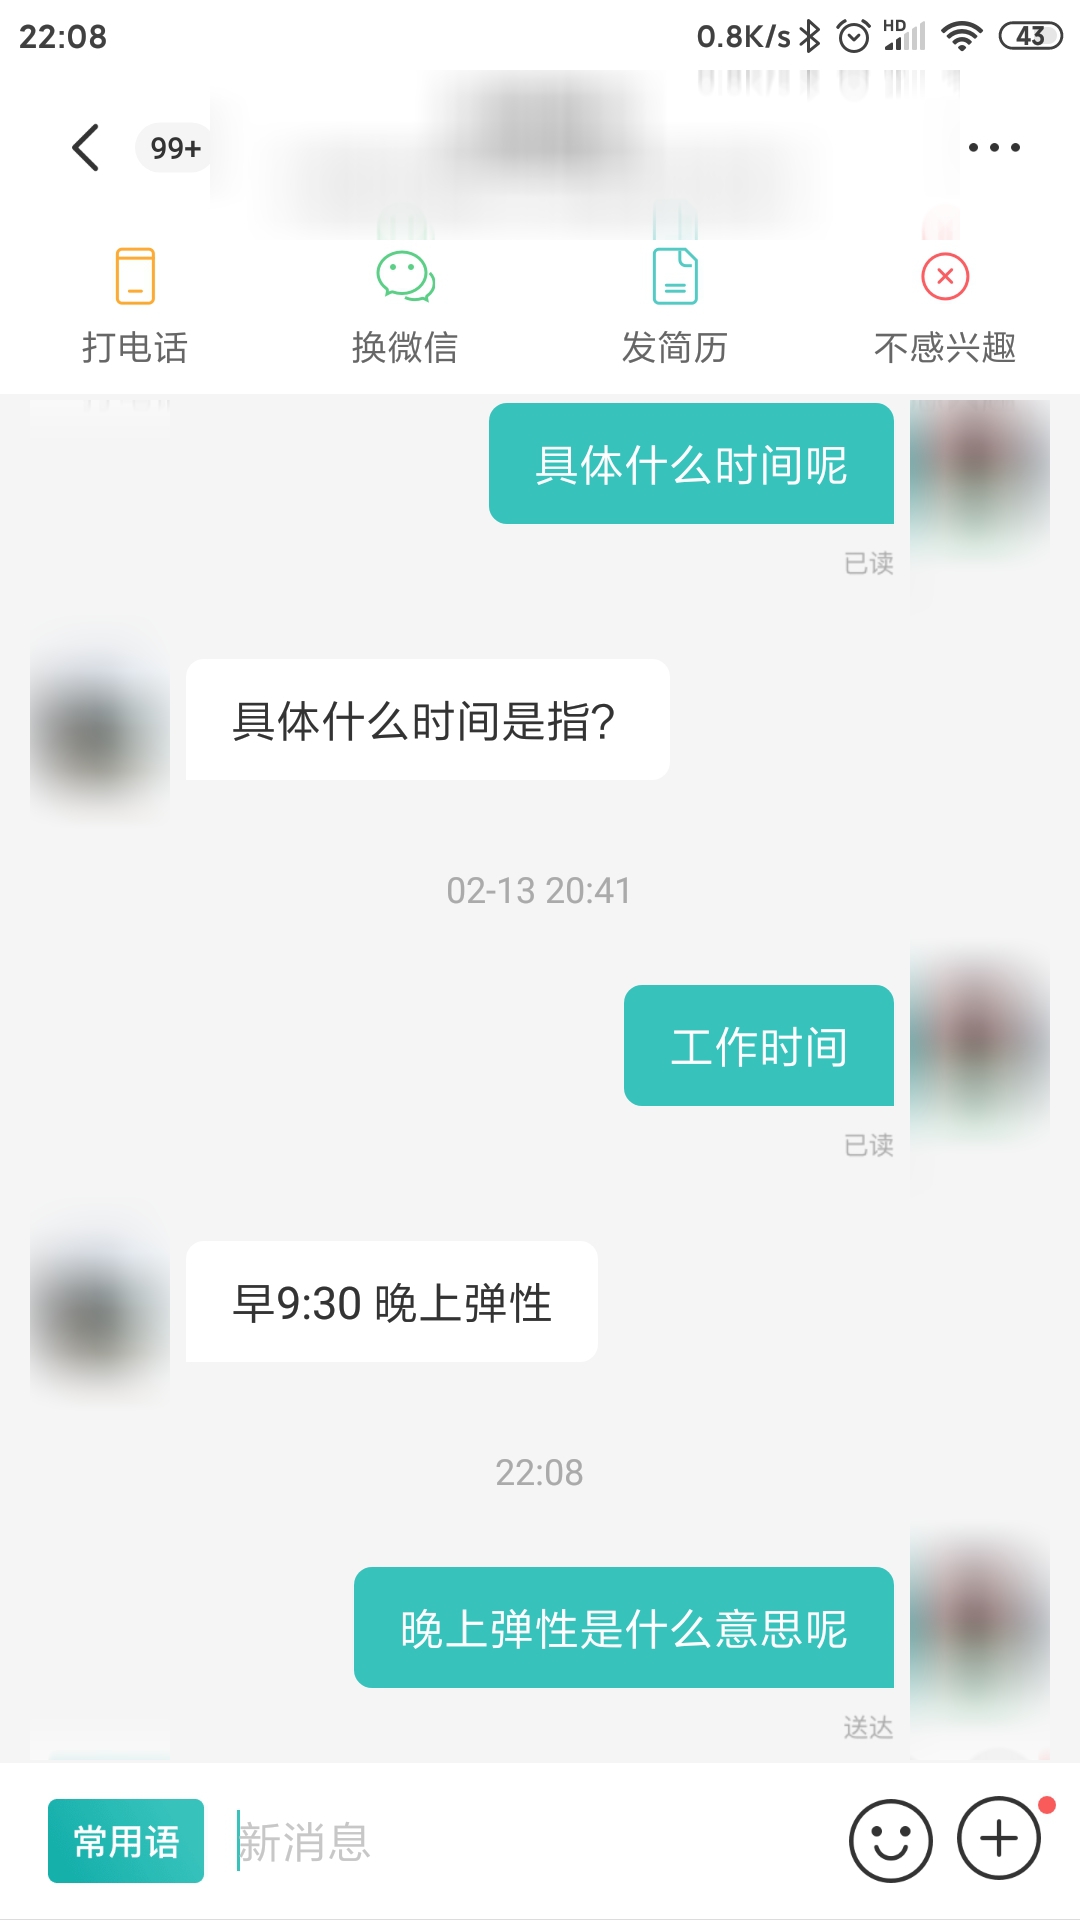 22:08
0.8K/s HD 43
99+
打电话 换微信 发简历 不感兴趣
具体什么时间呢
已读
具体什么时间是指?
02-13 20:41
工作时间
已读
早9:30 晚上弹性
22:08
晚上弹性是什么意思呢
送达
常用语 新消息